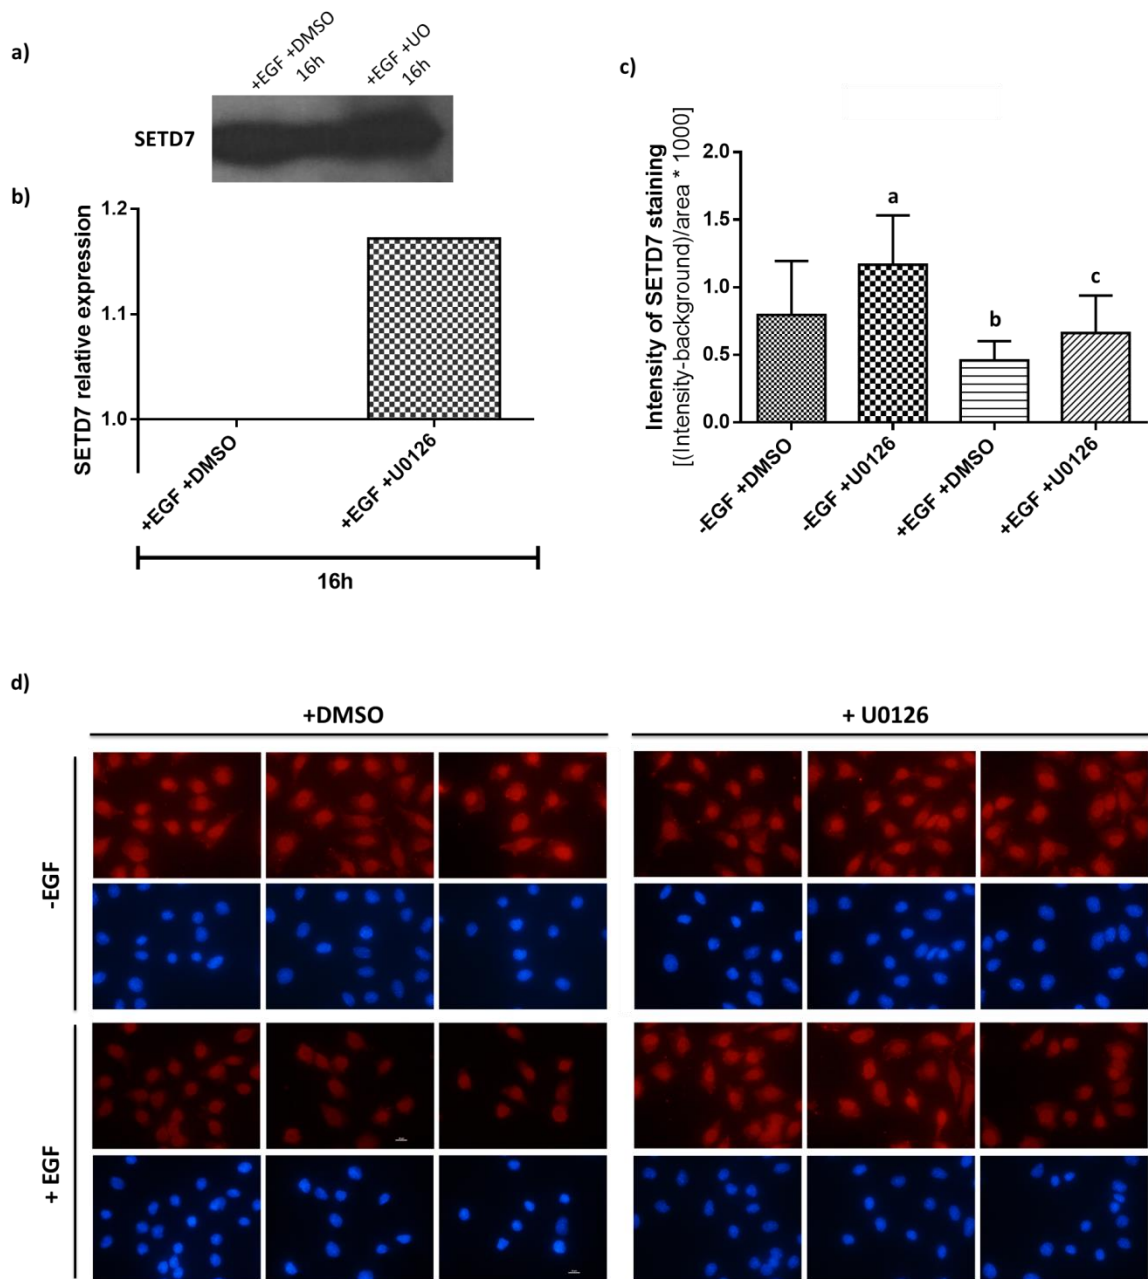 a)
+EGF +DMSO
16h
+EGF +UO
16h
SETD7
b)
SETD7 relative expression
1.2
1.1
1.0
+EGF +DMSO
+EGF +U0126
16h
c)
Intensity of SETD7 staining
[(Intensity-background)/area * 1000]
2.0
1.5
1.0
0.5
0.0
a
b
c
-EGF +DMSO
-EGF +U0126
+EGF +DMSO
+EGF +U0126
d)
+DMSO
+ U0126
-EGF
+ EGF